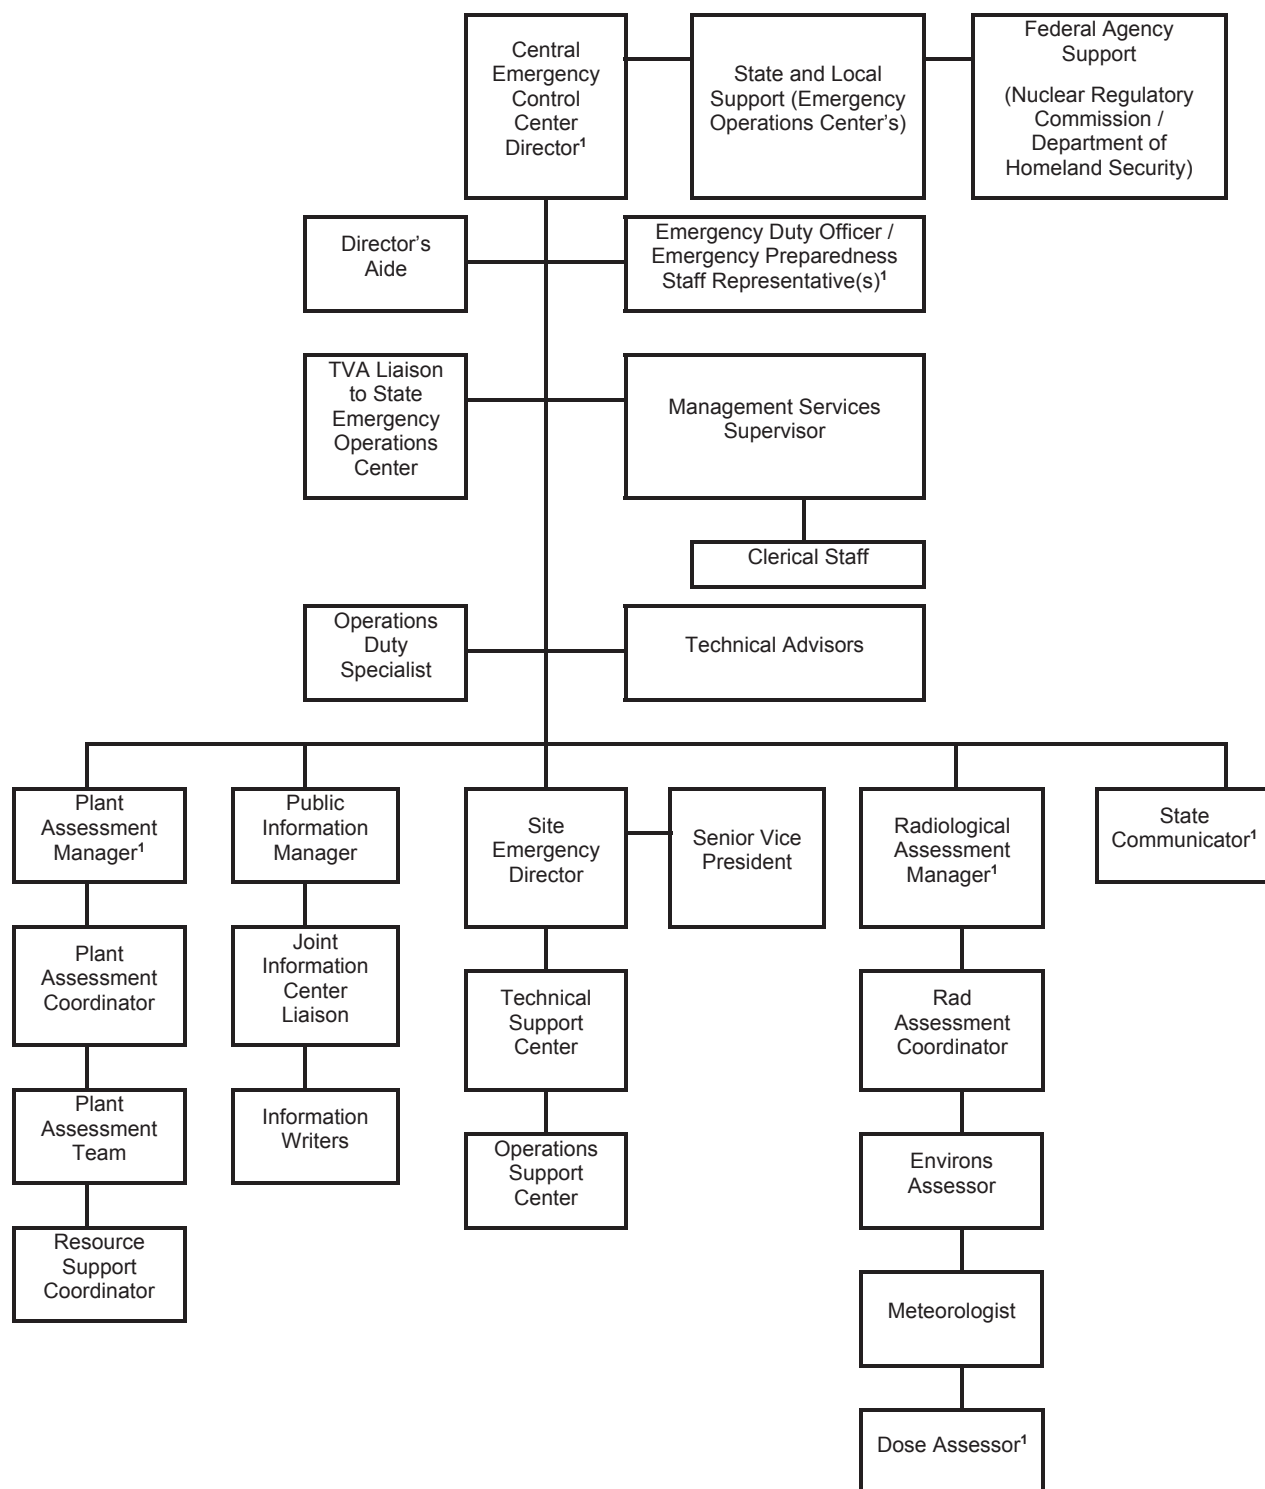 Central
Emergency
Control
Center
Director¹
State and Local
Support (Emergency
Operations Center's)
Federal Agency
Support
(Nuclear Regulatory
Commission /
Department of
Homeland Security)
Director's
Aide
Emergency Duty Officer /
Emergency Preparedness
Staff Representative(s)¹
TVA Liaison
to State
Emergency
Operations
Center
Management Services
Supervisor
Clerical Staff
Operations
Duty
Specialist
Technical Advisors
Plant
Assessment
Manager¹
Public
Information
Manager
Site
Emergency
Director
Senior Vice
President
Radiological
Assessment
Manager¹
State
Communicator¹
Plant
Assessment
Coordinator
Joint
Information
Center
Liaison
Technical
Support
Center
Rad
Assessment
Coordinator
Plant
Assessment
Team
Information
Writers
Operations
Support
Center
Environs
Assessor
Resource
Support
Coordinator
Meteorologist
Dose Assessor¹